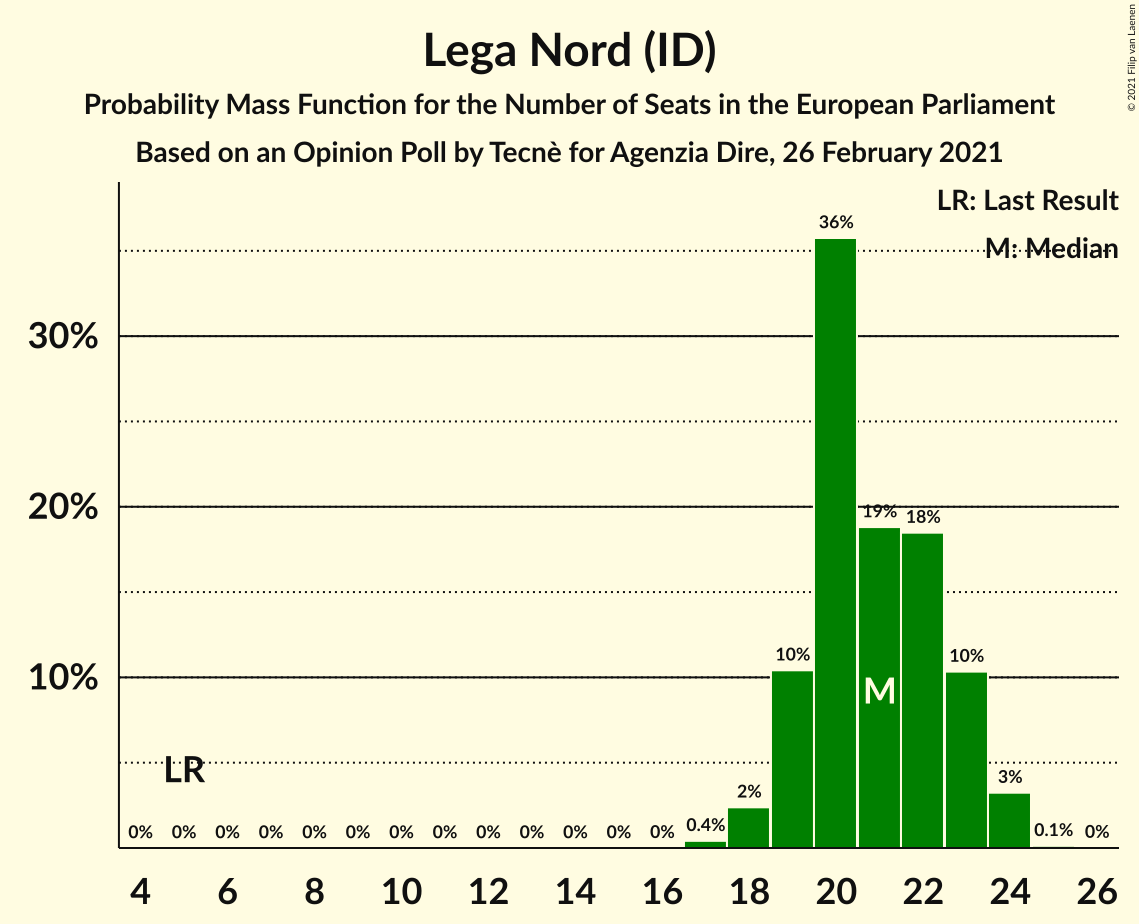 Lega Nord (ID)
Probability Mass Function for the Number of Seats in the European Parliament
Based on an Opinion Poll by Tecnè for Agenzia Dire, 26 February 2021
© 2021 Filip van Laenen
LR: Last Result
M: Median
30%
20%
10%
LR
M
0% 0% 0% 0% 0% 0% 0% 0% 0% 0% 0% 0% 0% 0.4% 2% 10% 36% 19% 18% 10% 3% 0.1% 0%
4 6 8 10 12 14 16 18 20 22 24 26